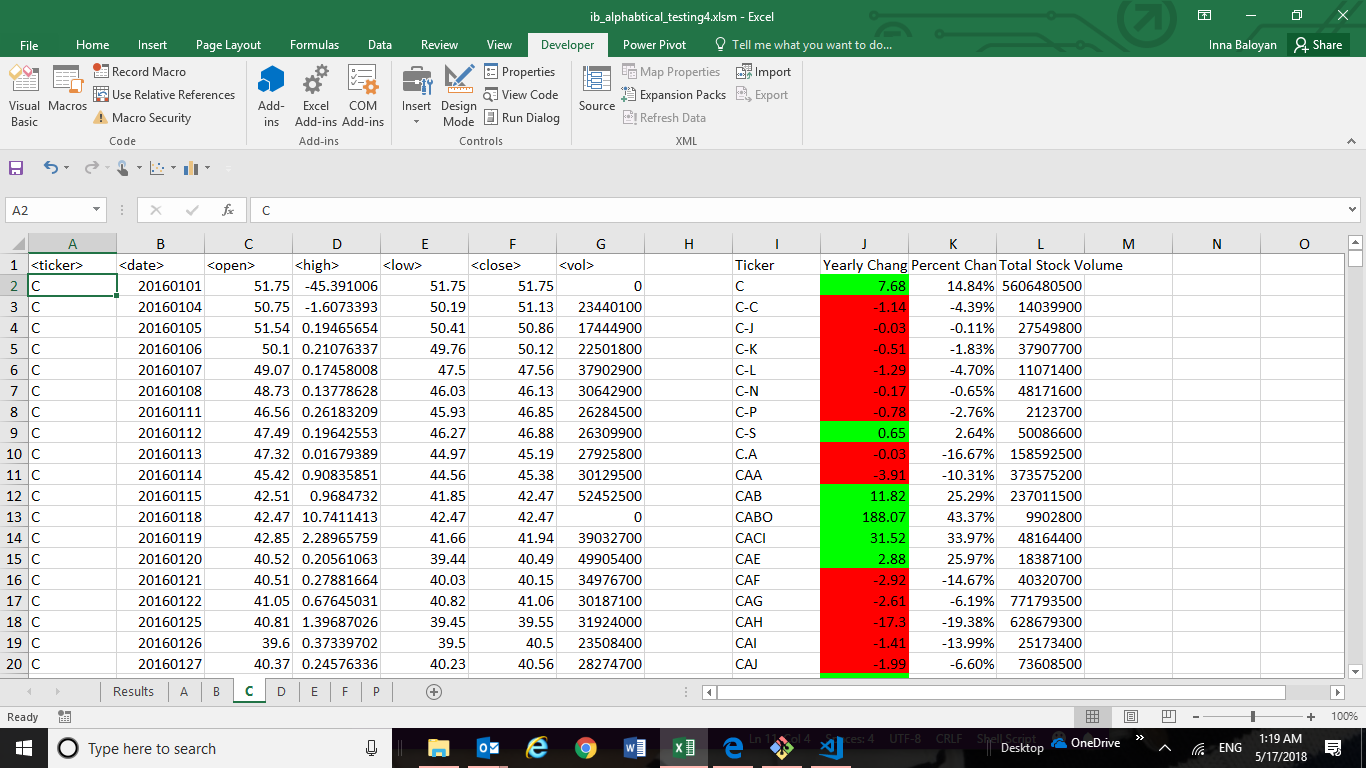 ib_alphabtical_testing4.xlsm - Excel
File Home Insert Page Layout Formulas Data Review View Developer Power Pivot Tell me what you want to do... Inna Baloyan Share
Visual Basic
Macros
Record Macro
Use Relative References
Macro Security
Code
Add-ins
Excel Add-ins
COM Add-ins
Add-ins
Insert
Design Mode
Properties
View Code
Run Dialog
Controls
Source
Map Properties
Expansion Packs
Refresh Data
Import
Export
XML
A2 fx C
A B C D E F G H I J K L M N O
1 <ticker> <date> <open> <high> <low> <close> <vol> Ticker Yearly Chang Percent Chan Total Stock Volume
2 C 20160101 51.75 -45.391006 51.75 51.75 0 C 7.68 14.84% 5606480500
3 C 20160104 50.75 -1.6073393 50.19 51.13 23440100 C-C -1.14 -4.39% 14039900
4 C 20160105 51.54 0.19465654 50.41 50.86 17444900 C-J -0.03 -0.11% 27549800
5 C 20160106 50.1 0.21076337 49.76 50.12 22501800 C-K -0.51 -1.83% 37907700
6 C 20160107 49.07 0.17458008 47.5 47.56 37902900 C-L -1.29 -4.70% 11071400
7 C 20160108 48.73 0.13778628 46.03 46.13 30642900 C-N -0.17 -0.65% 48171600
8 C 20160111 46.56 0.26183209 45.93 46.85 26284500 C-P -0.78 -2.76% 2123700
9 C 20160112 47.49 0.19642553 46.27 46.88 26309900 C-S 0.65 2.64% 50086600
10 C 20160113 47.32 0.01679389 44.97 45.19 27925800 C.A -0.03 -16.67% 158592500
11 C 20160114 45.42 0.90835851 44.56 45.38 30129500 CAA -3.91 -10.31% 373575200
12 C 20160115 42.51 0.9684732 41.85 42.47 52452500 CAB 11.82 25.29% 237011500
13 C 20160118 42.47 10.7411413 42.47 42.47 0 CABO 188.07 43.37% 9902800
14 C 20160119 42.85 2.28965759 41.66 41.94 39032700 CACI 31.52 33.97% 48164400
15 C 20160120 40.52 0.20561063 39.44 40.49 49905400 CAE 2.88 25.97% 18387100
16 C 20160121 40.51 0.27881664 40.03 40.15 34976700 CAF -2.92 -14.67% 40320700
17 C 20160122 41.05 0.67645031 40.82 41.06 30187100 CAG -2.61 -6.19% 771793500
18 C 20160125 40.81 1.39687026 39.45 39.55 31924000 CAH -17.3 -19.38% 628679300
19 C 20160126 39.6 0.37339702 39.5 40.5 23508400 CAI -1.41 -13.99% 25173400
20 C 20160127 40.37 0.24576336 40.23 40.56 28274700 CAJ -1.99 -6.60% 73608500
Results A B C D E F P
Ready 100%
Type here to search
Ln 11, Col 4 Spaces: 4 UTF-8 CRLF Shell Script
Desktop OneDrive ENG
1:19 AM
5/17/2018